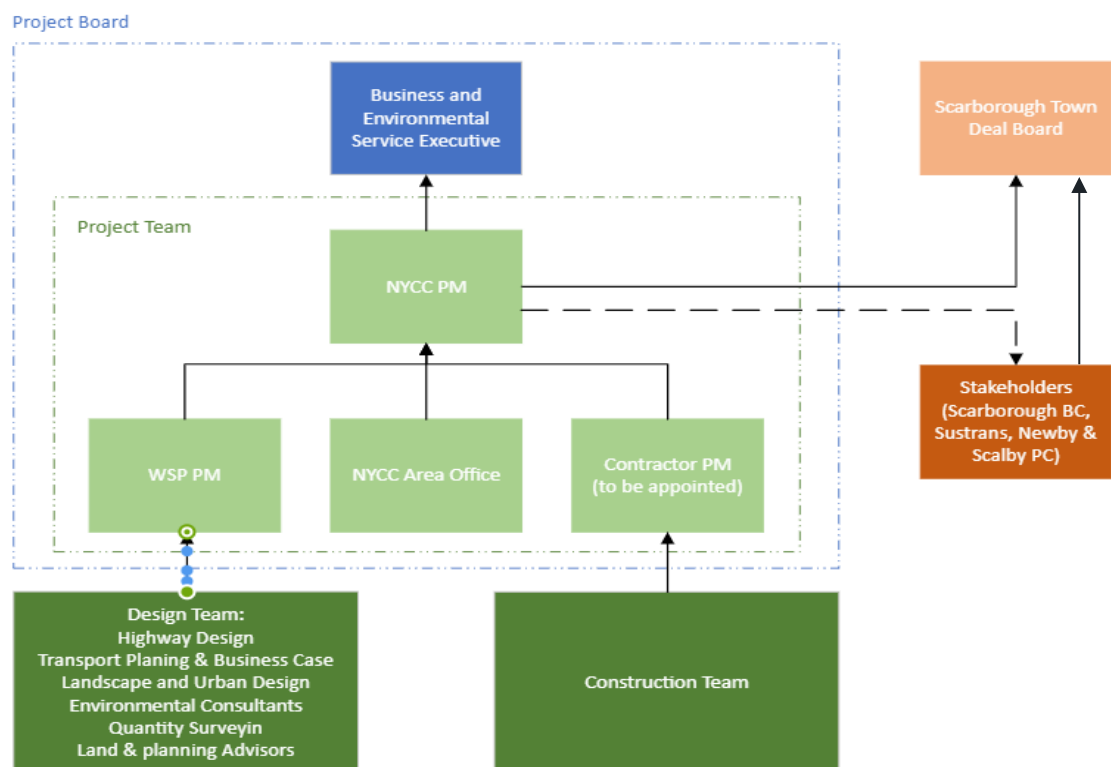 Project Board
Business and
Environmental
Service Executive
Scarborough Town
Deal Board
Project Team
NYCC PM
Stakeholders
(Scarborough BC,
Sustrans, Newby &
Scalby PC)
WSP PM
NYCC Area Office
Contractor PM
(to be appointed)
Design Team:
Highway Design
Transport Planing & Business Case
Landscape and Urban Design
Environmental Consultants
Quantity Surveyin
Land & planning Advisors
Construction Team